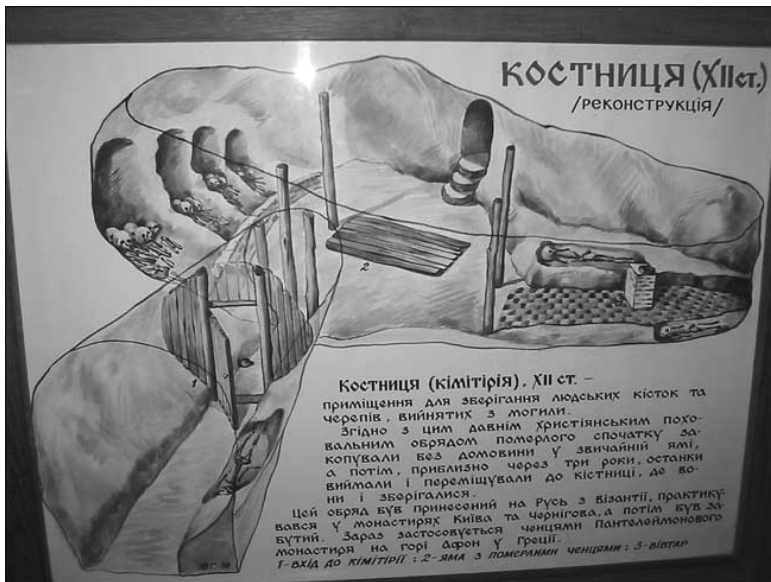 КОСТНИЦЯ (XII ст.)
/РЕКОНСТРУКЦІЯ/
1
2
Костниця (кімітірія), XII ст. –
приміщення для зберігання людських кісток та
черепів, вийнятих з могили.
Згідно з цим давнім християнським похо-
вальним обрядом померлого спочатку за-
копували без домовини у звичайній ямі,
а потім, приблизно через три роки, останки
виймали і переміщували до кістниці, де во-
ни і зберігалися.
Цей обряд був принесений на Русь з Візантії, практику-
вався у монастирях Києва та Чернігова, а потім був за-
бутий. Зараз застосовується ченцями Пантелеймонового
монастиря на горі Афон у Греції.
1-вхід до кімітірії : 2-яма з померлими ченцями : 3-вівтар